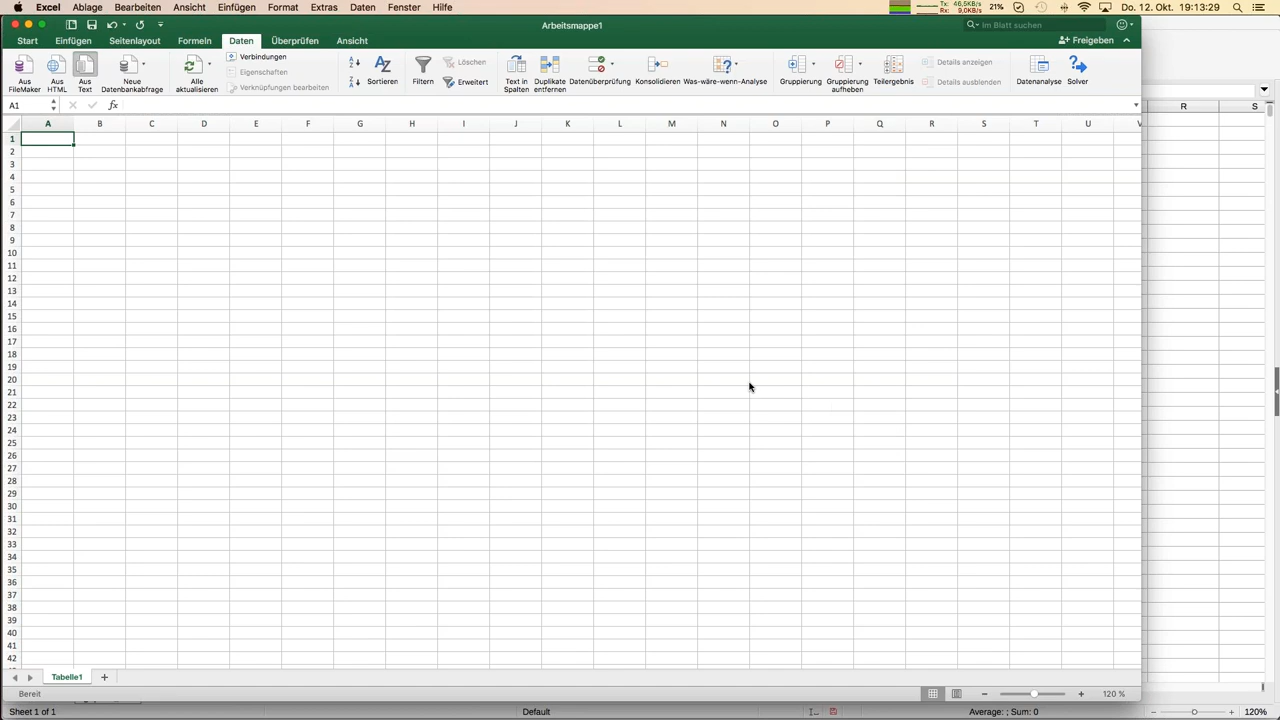 Excel Ablage Bearbeiten Ansicht Einfügen Format Extras Daten Fenster Hilfe
Tx: 46,5KB/s
Rx: 9,0KB/s
21% Do. 12. Okt. 19:13:29
Arbeitsmappe1
Im Blatt suchen
Start Einfügen Seitenlayout Formeln Daten Überprüfen Ansicht
Freigeben
Aus FileMaker
Aus HTML
Aus Text
Neue Datenbankabfrage
Alle aktualisieren
Verbindungen
Eigenschaften
Verknüpfungen bearbeiten
Sortieren
Filtern
Löschen
Erweitert
Text in Spalten
Duplikate entfernen
Datenüberprüfung
Konsolidieren
Was-wäre-wenn-Analyse
Gruppierung
Gruppierung aufheben
Teilergebnis
Details anzeigen
Details ausblenden
Datenanalyse
Solver
A1 fx
R S
A B C D E F G H I J K L M N O P Q R S T U V
1
2
3
4
5
6
7
8
9
10
11
12
13
14
15
16
17
18
19
20
21
22
23
24
25
26
27
28
29
30
31
32
33
34
35
36
37
38
39
40
41
42
Tabelle1
Bereit
120 %
Sheet 1 of 1 Default Average: ; Sum: 0 120%